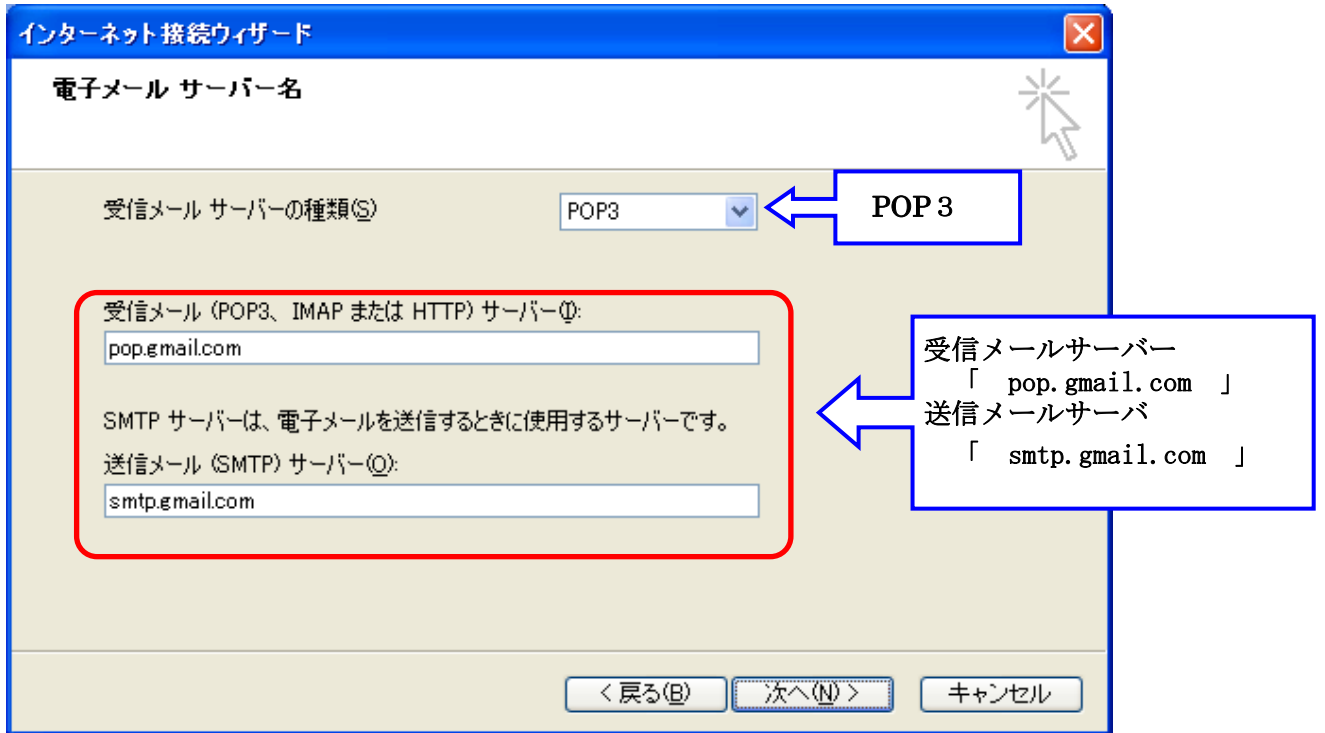 インターネット接続ウィザード
電子メール サーバー名
受信メール サーバーの種類(S)
POP3
POP３
受信メール (POP3、IMAP または HTTP) サーバー(I):
pop.gmail.com
SMTP サーバーは、電子メールを送信するときに使用するサーバーです。
送信メール (SMTP) サーバー(O):
smtp.gmail.com
受信メールサーバー
「　pop.gmail.com　」
送信メールサーバ
「　smtp.gmail.com　」
< 戻る(B)
次へ(N) >
キャンセル